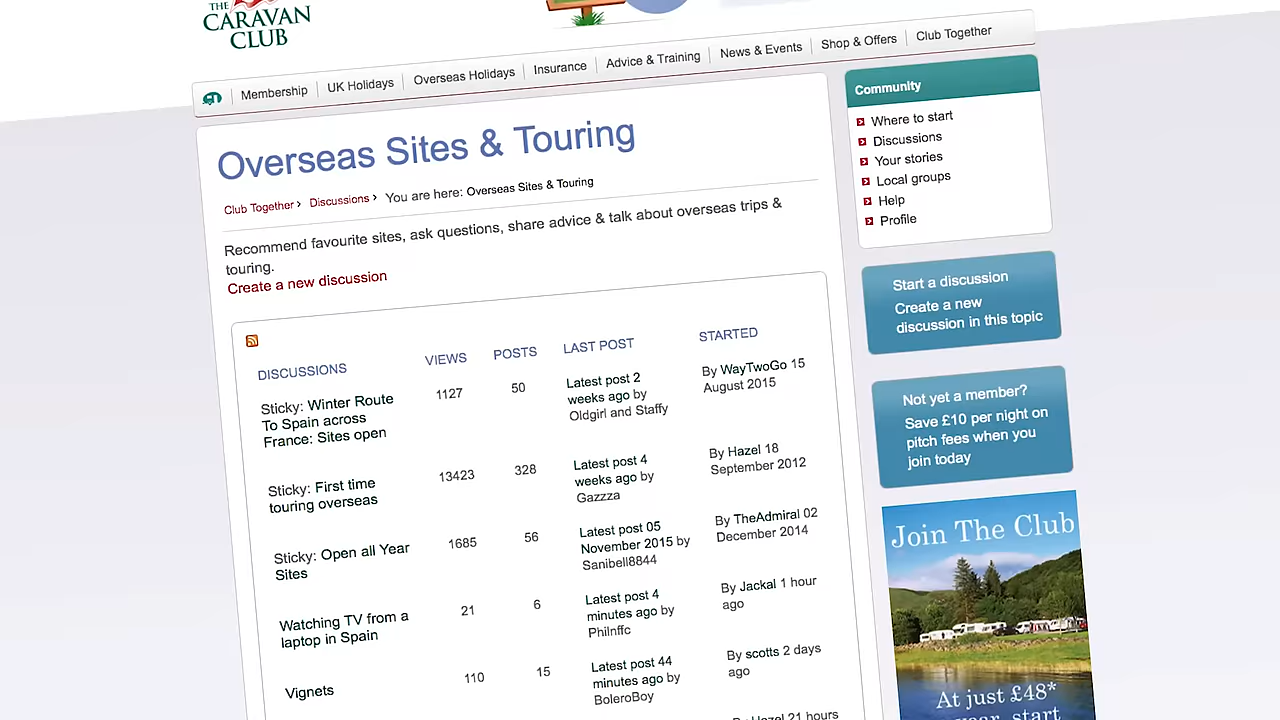 THE
CARAVAN
CLUB
Membership
UK Holidays
Overseas Holidays
Insurance
Advice & Training
News & Events
Shop & Offers
Club Together
Overseas Sites & Touring
Club Together › Discussions › You are here: Overseas Sites & Touring
Recommend favourite sites, ask questions, share advice & talk about overseas trips &
touring.
Create a new discussion
DISCUSSIONS VIEWS POSTS LAST POST STARTED
Sticky: Winter Route
To Spain across
France: Sites open
1127
50
Latest post 2
weeks ago by
Oldgirl and Staffy
By WayTwoGo 15
August 2015
Sticky: First time
touring overseas
13423
328
Latest post 4
weeks ago by
Gazzza
By Hazel 18
September 2012
Sticky: Open all Year
Sites
1685
56
Latest post 05
November 2015 by
Sanibell8844
By TheAdmiral 02
December 2014
Watching TV from a
laptop in Spain
21
6
Latest post 4
minutes ago by
Philnffc
By Jackal 1 hour
ago
Vignets
110
15
Latest post 44
minutes ago by
BoleroBoy
By scotts 2 days
ago
By Hazel 21 hours
Community
Where to start
Discussions
Your stories
Local groups
Help
Profile
Start a discussion
Create a new
discussion in this topic
Not yet a member?
Save £10 per night on
pitch fees when you
join today
Join The Club
At just £48*
year, start